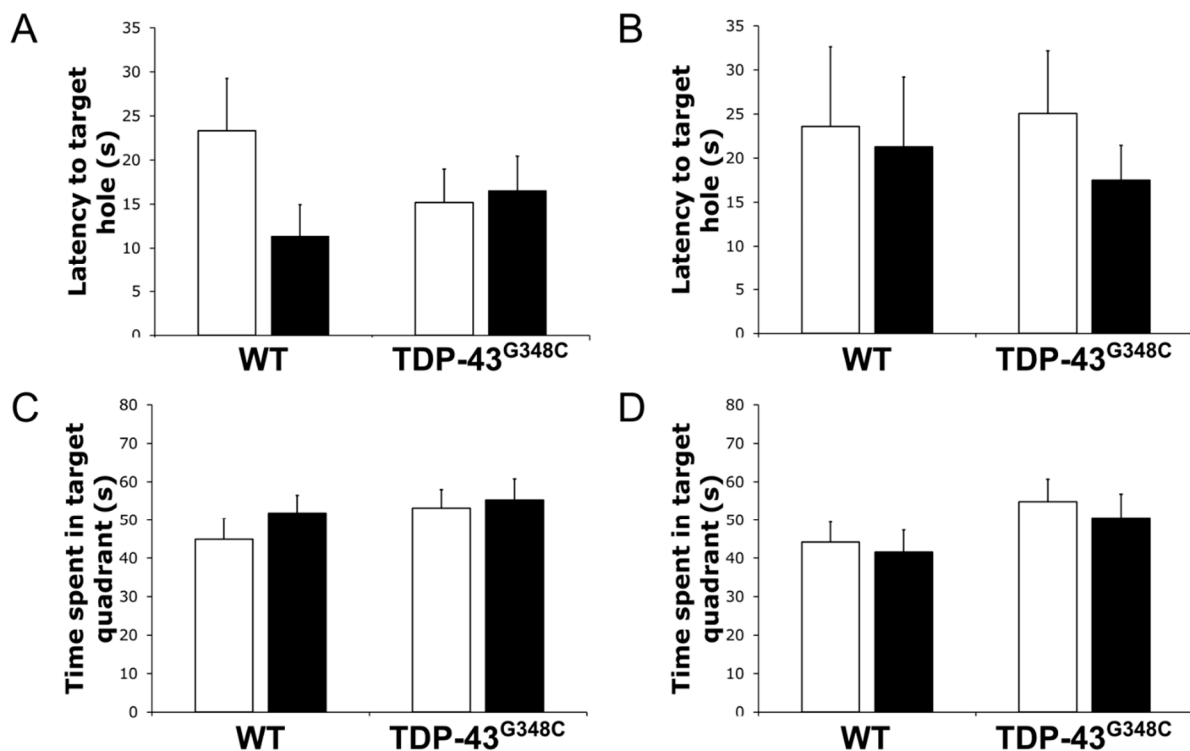 A
Latency to target
hole (s)
35
30
25
20
15
10
5
0
WT TDP-43G348C
B
Latency to target
hole (s)
35
30
25
20
15
10
5
0
WT TDP-43G348C
C
Time spent in target
quadrant (s)
80
70
60
50
40
30
20
10
0
WT TDP-43G348C
D
Time spent in target
quadrant (s)
80
70
60
50
40
30
20
10
0
WT TDP-43G348C